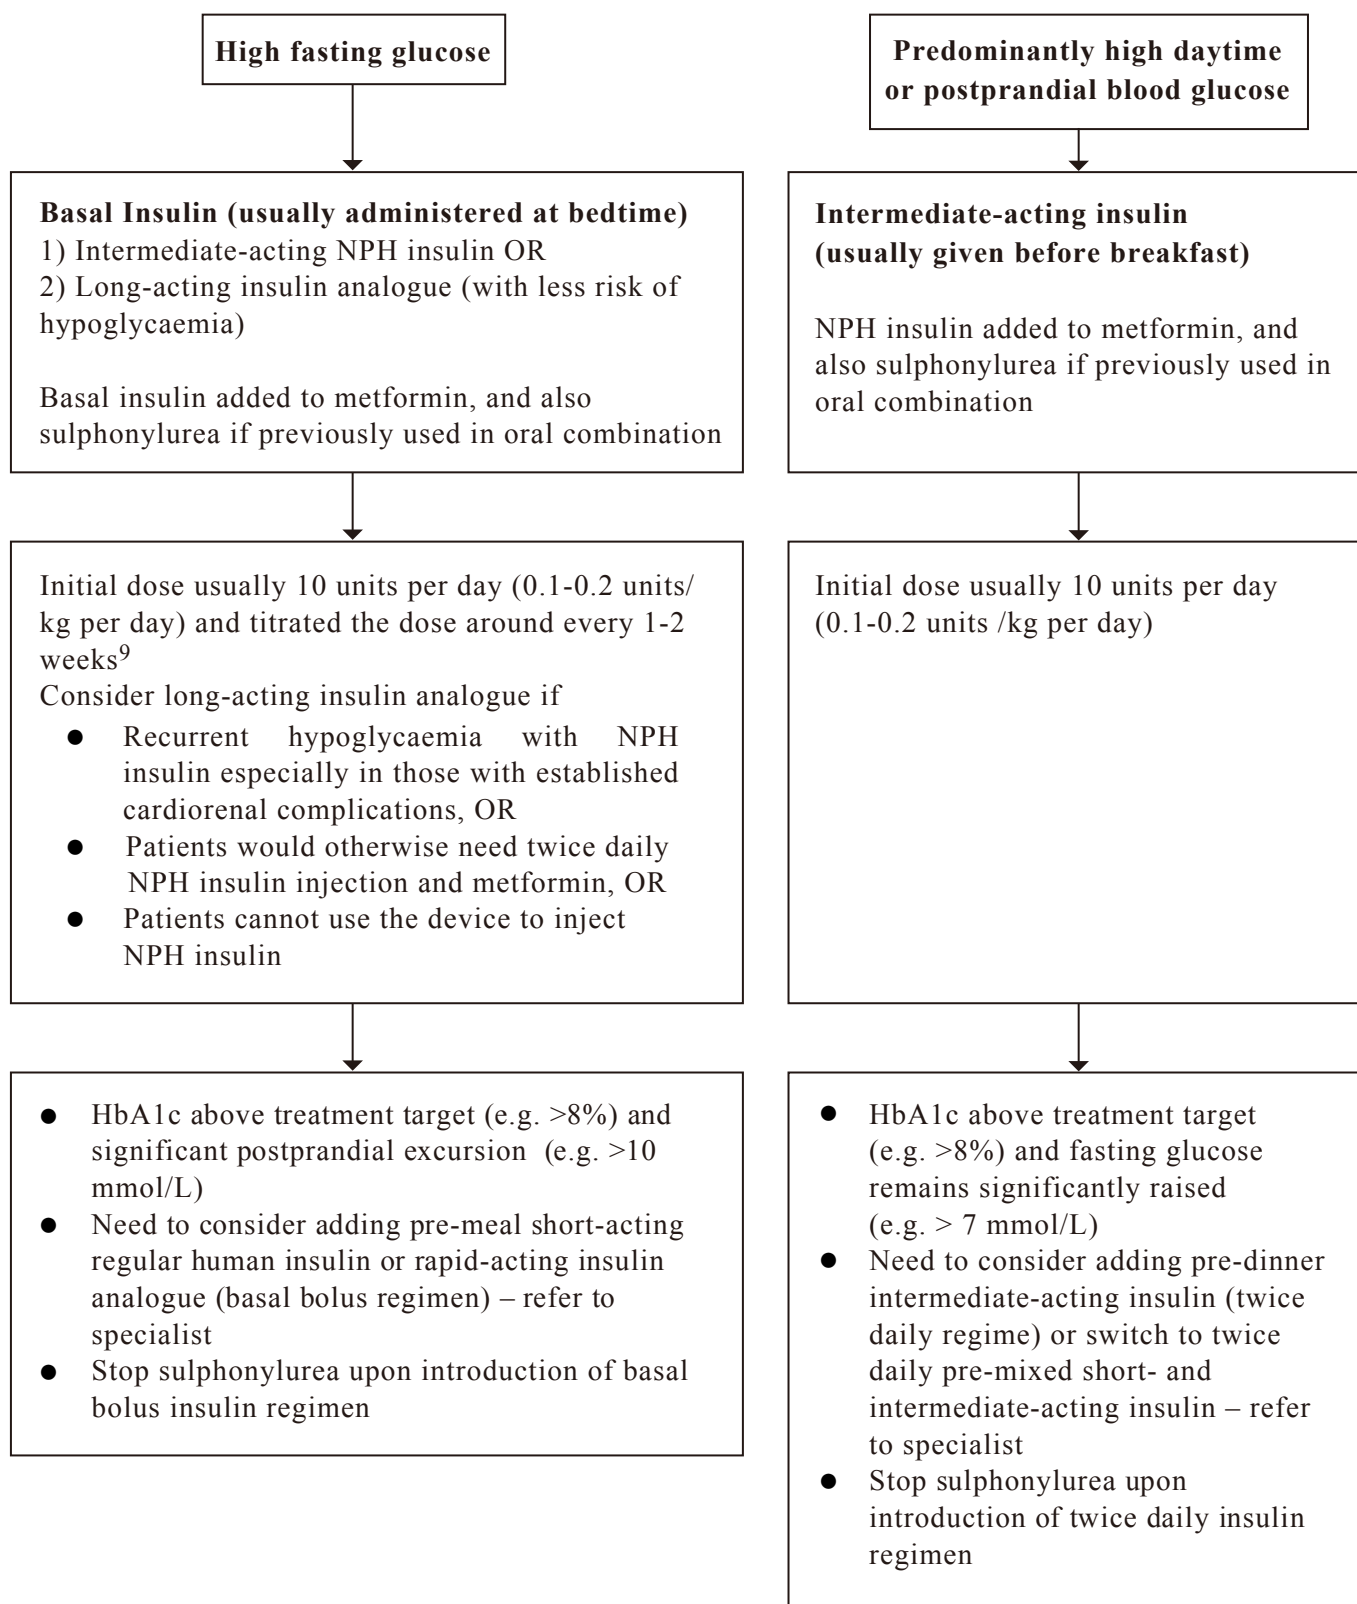 High fasting glucose
Basal Insulin (usually administered at bedtime)
1) Intermediate-acting NPH insulin OR
2) Long-acting insulin analogue (with less risk of
hypoglycaemia)
Basal insulin added to metformin, and also
sulphonylurea if previously used in oral combination
Initial dose usually 10 units per day (0.1-0.2 units/
kg per day) and titrated the dose around every 1-2
weeks9
Consider long-acting insulin analogue if
● Recurrent hypoglycaemia with NPH
insulin especially in those with established
cardiorenal complications, OR
● Patients would otherwise need twice daily
NPH insulin injection and metformin, OR
● Patients cannot use the device to inject
NPH insulin
● HbA1c above treatment target (e.g. >8%) and
significant postprandial excursion (e.g. >10
mmol/L)
● Need to consider adding pre-meal short-acting
regular human insulin or rapid-acting insulin
analogue (basal bolus regimen) – refer to
specialist
● Stop sulphonylurea upon introduction of basal
bolus insulin regimen
Predominantly high daytime
or postprandial blood glucose
Intermediate-acting insulin
(usually given before breakfast)
NPH insulin added to metformin, and
also sulphonylurea if previously used in
oral combination
Initial dose usually 10 units per day
(0.1-0.2 units /kg per day)
● HbA1c above treatment target
(e.g. >8%) and fasting glucose
remains significantly raised
(e.g. > 7 mmol/L)
● Need to consider adding pre-dinner
intermediate-acting insulin (twice
daily regime) or switch to twice
daily pre-mixed short- and
intermediate-acting insulin – refer
to specialist
● Stop sulphonylurea upon
introduction of twice daily insulin
regimen